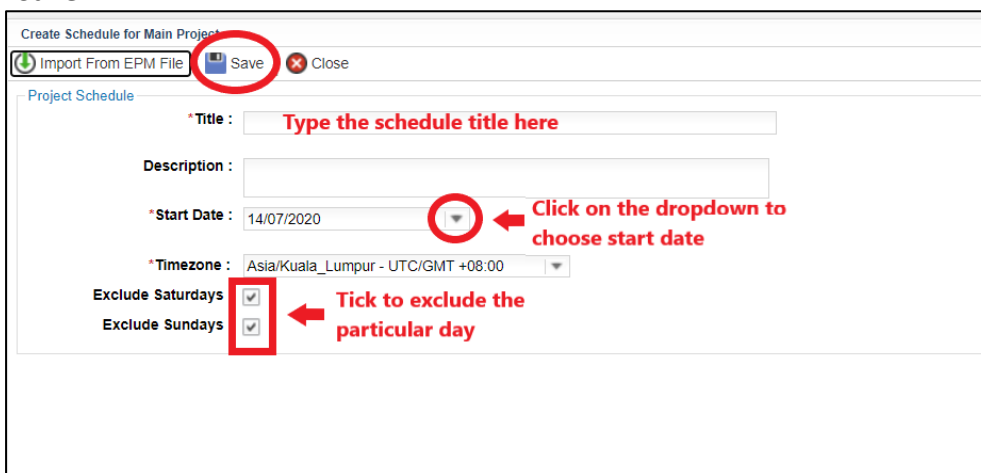 Create Schedule for Main Project
Import From EPM File Save Close
Project Schedule
*Title : Type the schedule title here
Description :
*Start Date : 14/07/2020 Click on the dropdown to
choose start date
*Timezone : Asia/Kuala_Lumpur - UTC/GMT +08:00
Exclude Saturdays Tick to exclude the
Exclude Sundays particular day